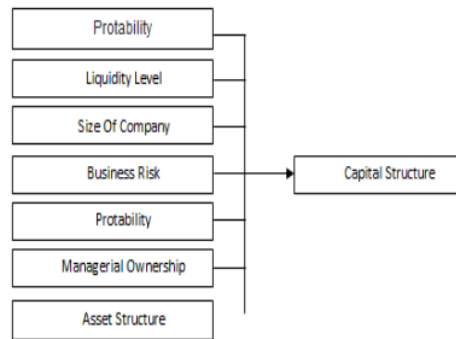 Protability
Liquidity Level
Size Of Company
Business Risk
Capital Structure
Protability
Managerial Ownership
Asset Structure